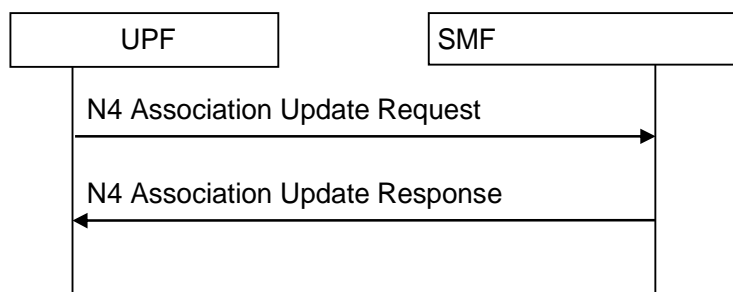 UPF
SMF
N4 Association Update Request
N4 Association Update Response